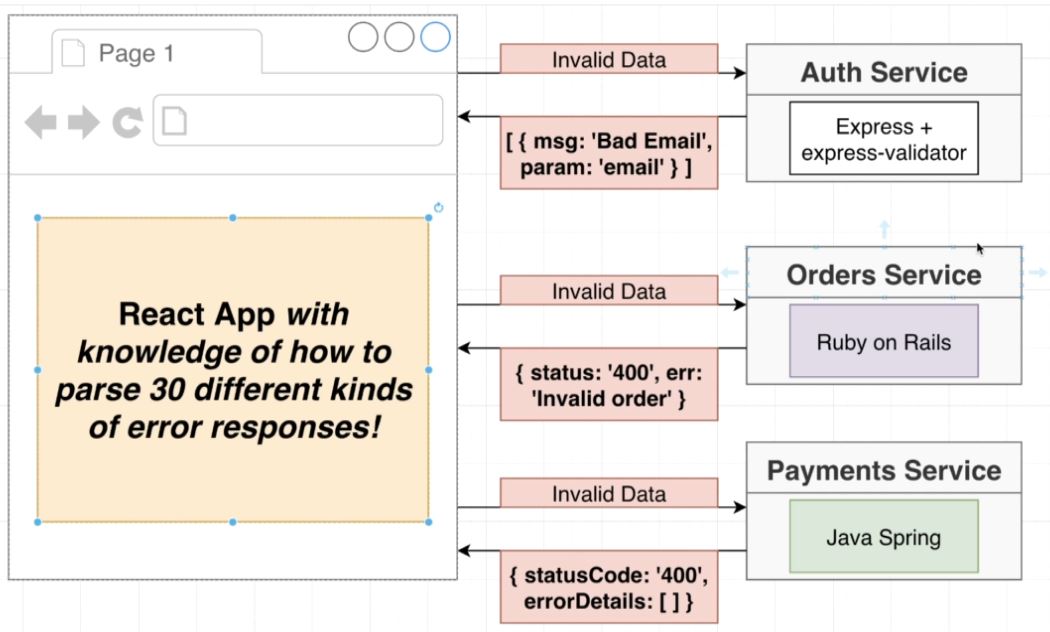 Page 1
React App with
knowledge of how to
parse 30 different kinds
of error responses!
Invalid Data
[ { msg: 'Bad Email',
param: 'email' } ]
Auth Service
Express +
express-validator
Invalid Data
{ status: '400', err:
'Invalid order' }
Orders Service
Ruby on Rails
Invalid Data
{ statusCode: '400',
errorDetails: [ ] }
Payments Service
Java Spring